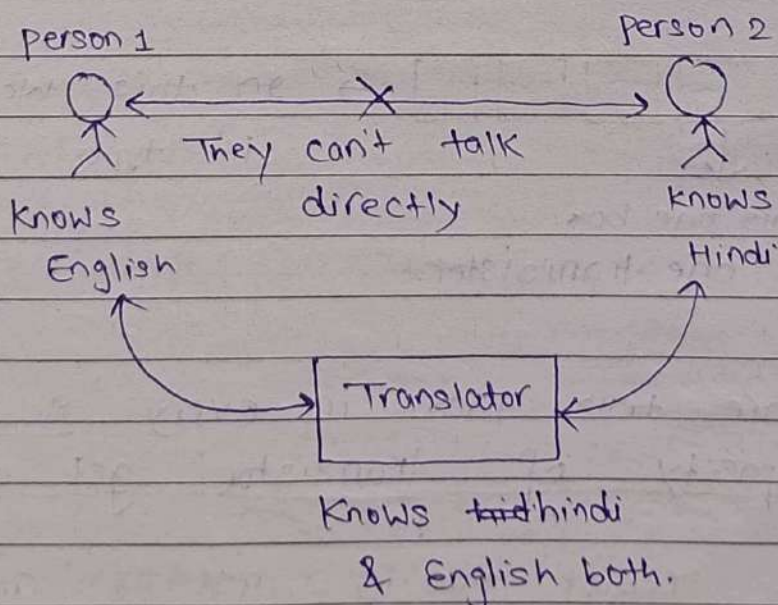 Person 1
Person 2
They can't talk
directly
Knows
English
Knows
Hindi
Translator
Knows hindi
& English both.